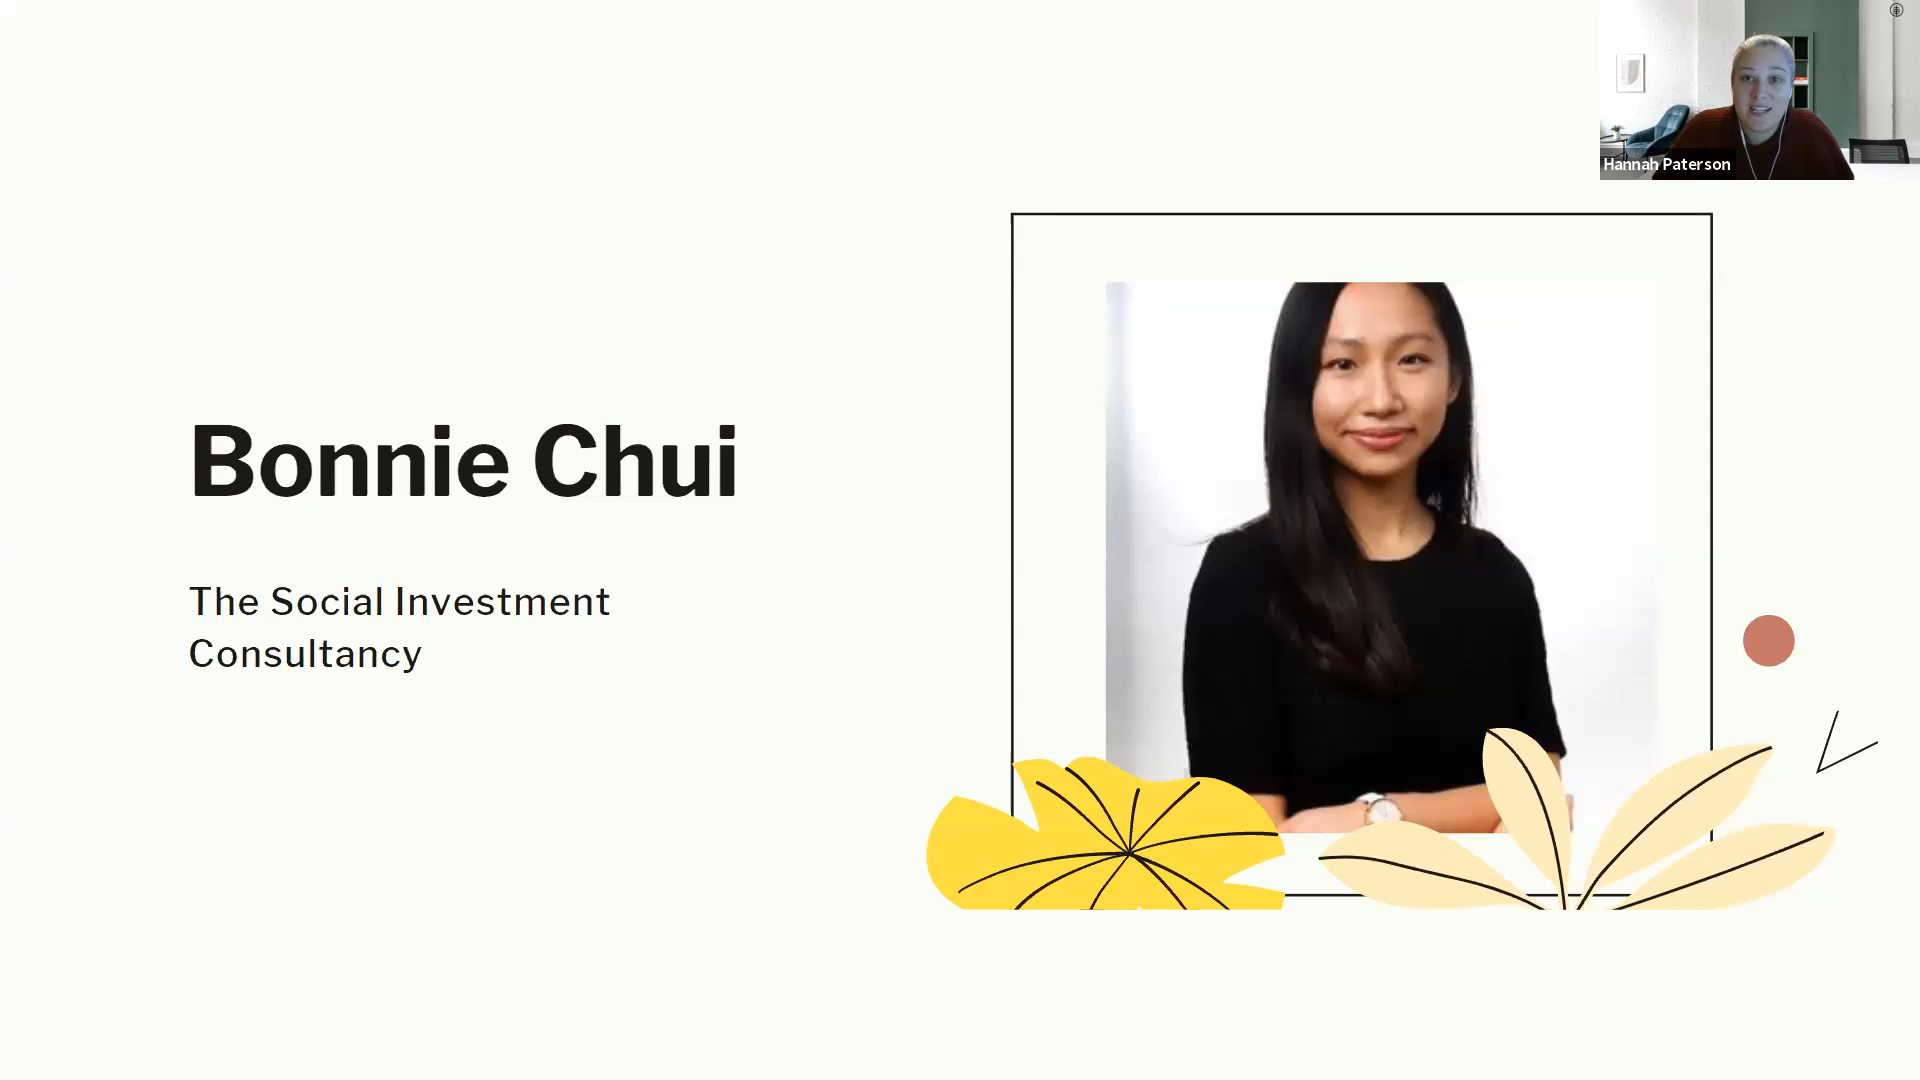 Hannah Paterson
Bonnie Chui
The Social Investment
Consultancy